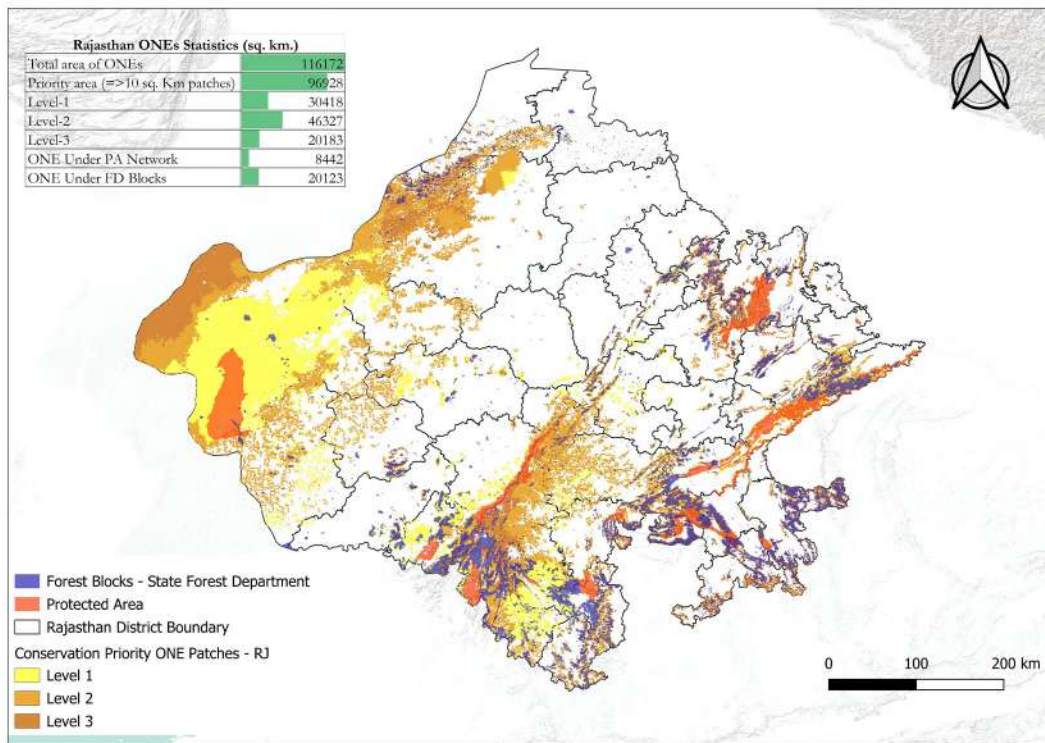 Rajasthan ONEs Statistics (sq. km.)
Total area of ONEs 116172
Priority area (=>10 sq. Km patches) 96928
Level-1 30418
Level-2 46327
Level-3 20183
ONE Under PA Network 8442
ONE Under FD Blocks 20123
Forest Blocks - State Forest Department
Protected Area
Rajasthan District Boundary
Conservation Priority ONE Patches - RJ
Level 1
Level 2
Level 3
0 100 200 km